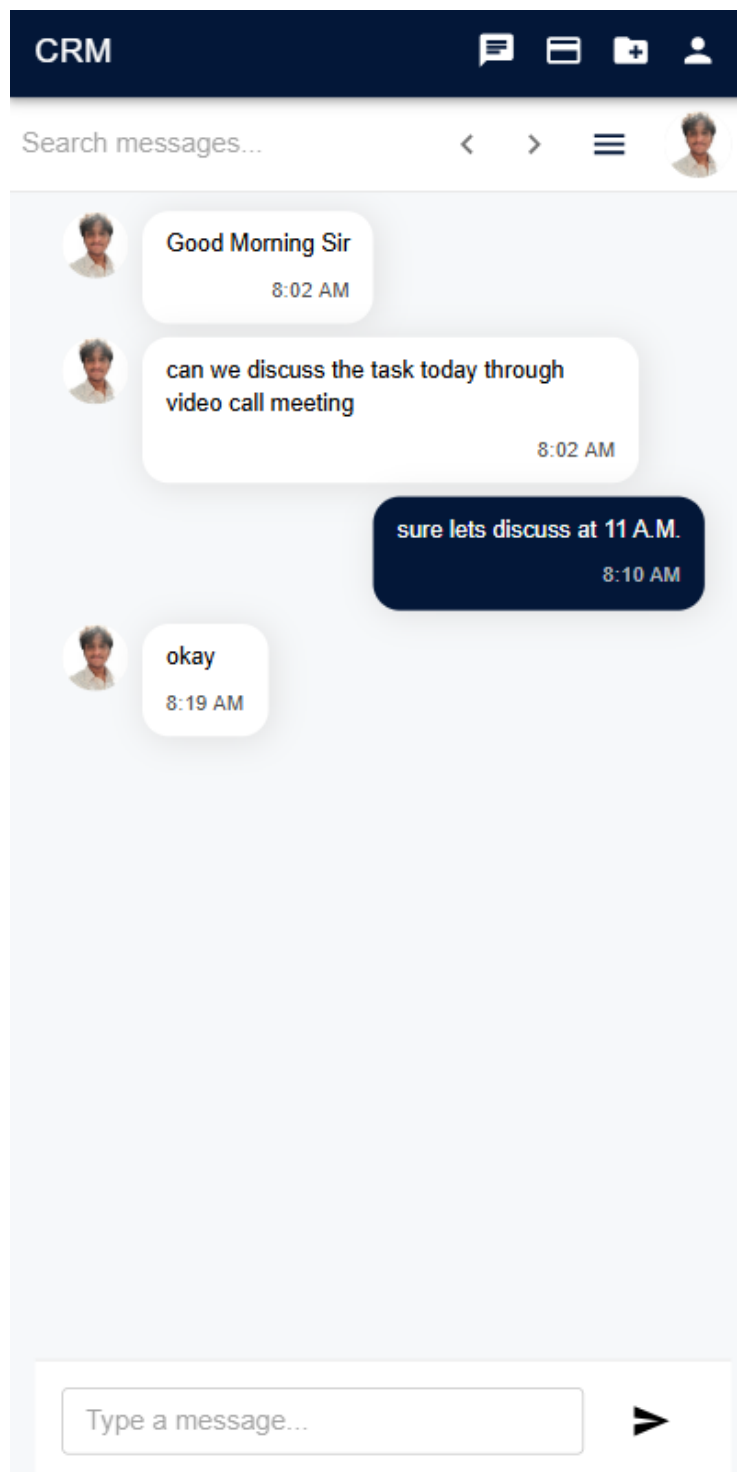 CRM
Search messages...
Good Morning Sir
8:02 AM
can we discuss the task today through
video call meeting
8:02 AM
sure lets discuss at 11 A.M.
8:10 AM
okay
8:19 AM
Type a message...